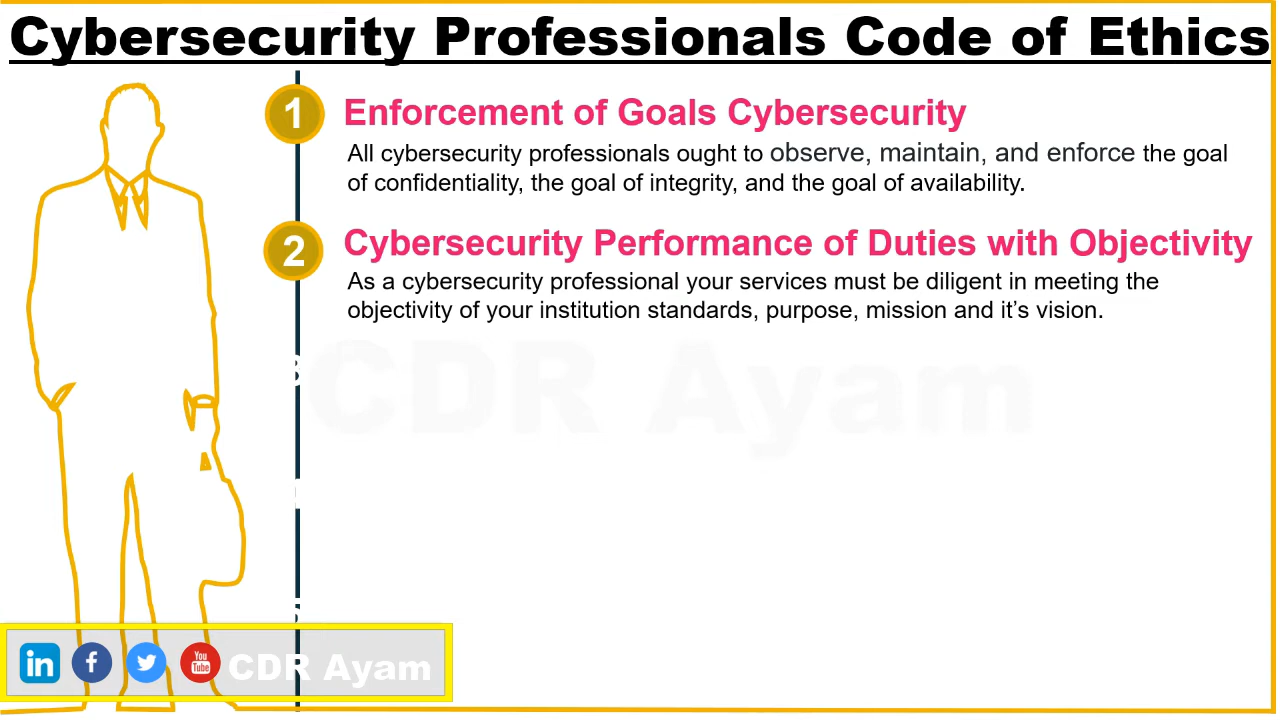 Cybersecurity Professionals Code of Ethics
1
Enforcement of Goals Cybersecurity
All cybersecurity professionals ought to observe, maintain, and enforce the goal
of confidentiality, the goal of integrity, and the goal of availability.
2
Cybersecurity Performance of Duties with Objectivity
As a cybersecurity professional your services must be diligent in meeting the
objectivity of your institution standards, purpose, mission and it’s vision.
CDR Ayam
in
f
You
Tube
CDR Ayam